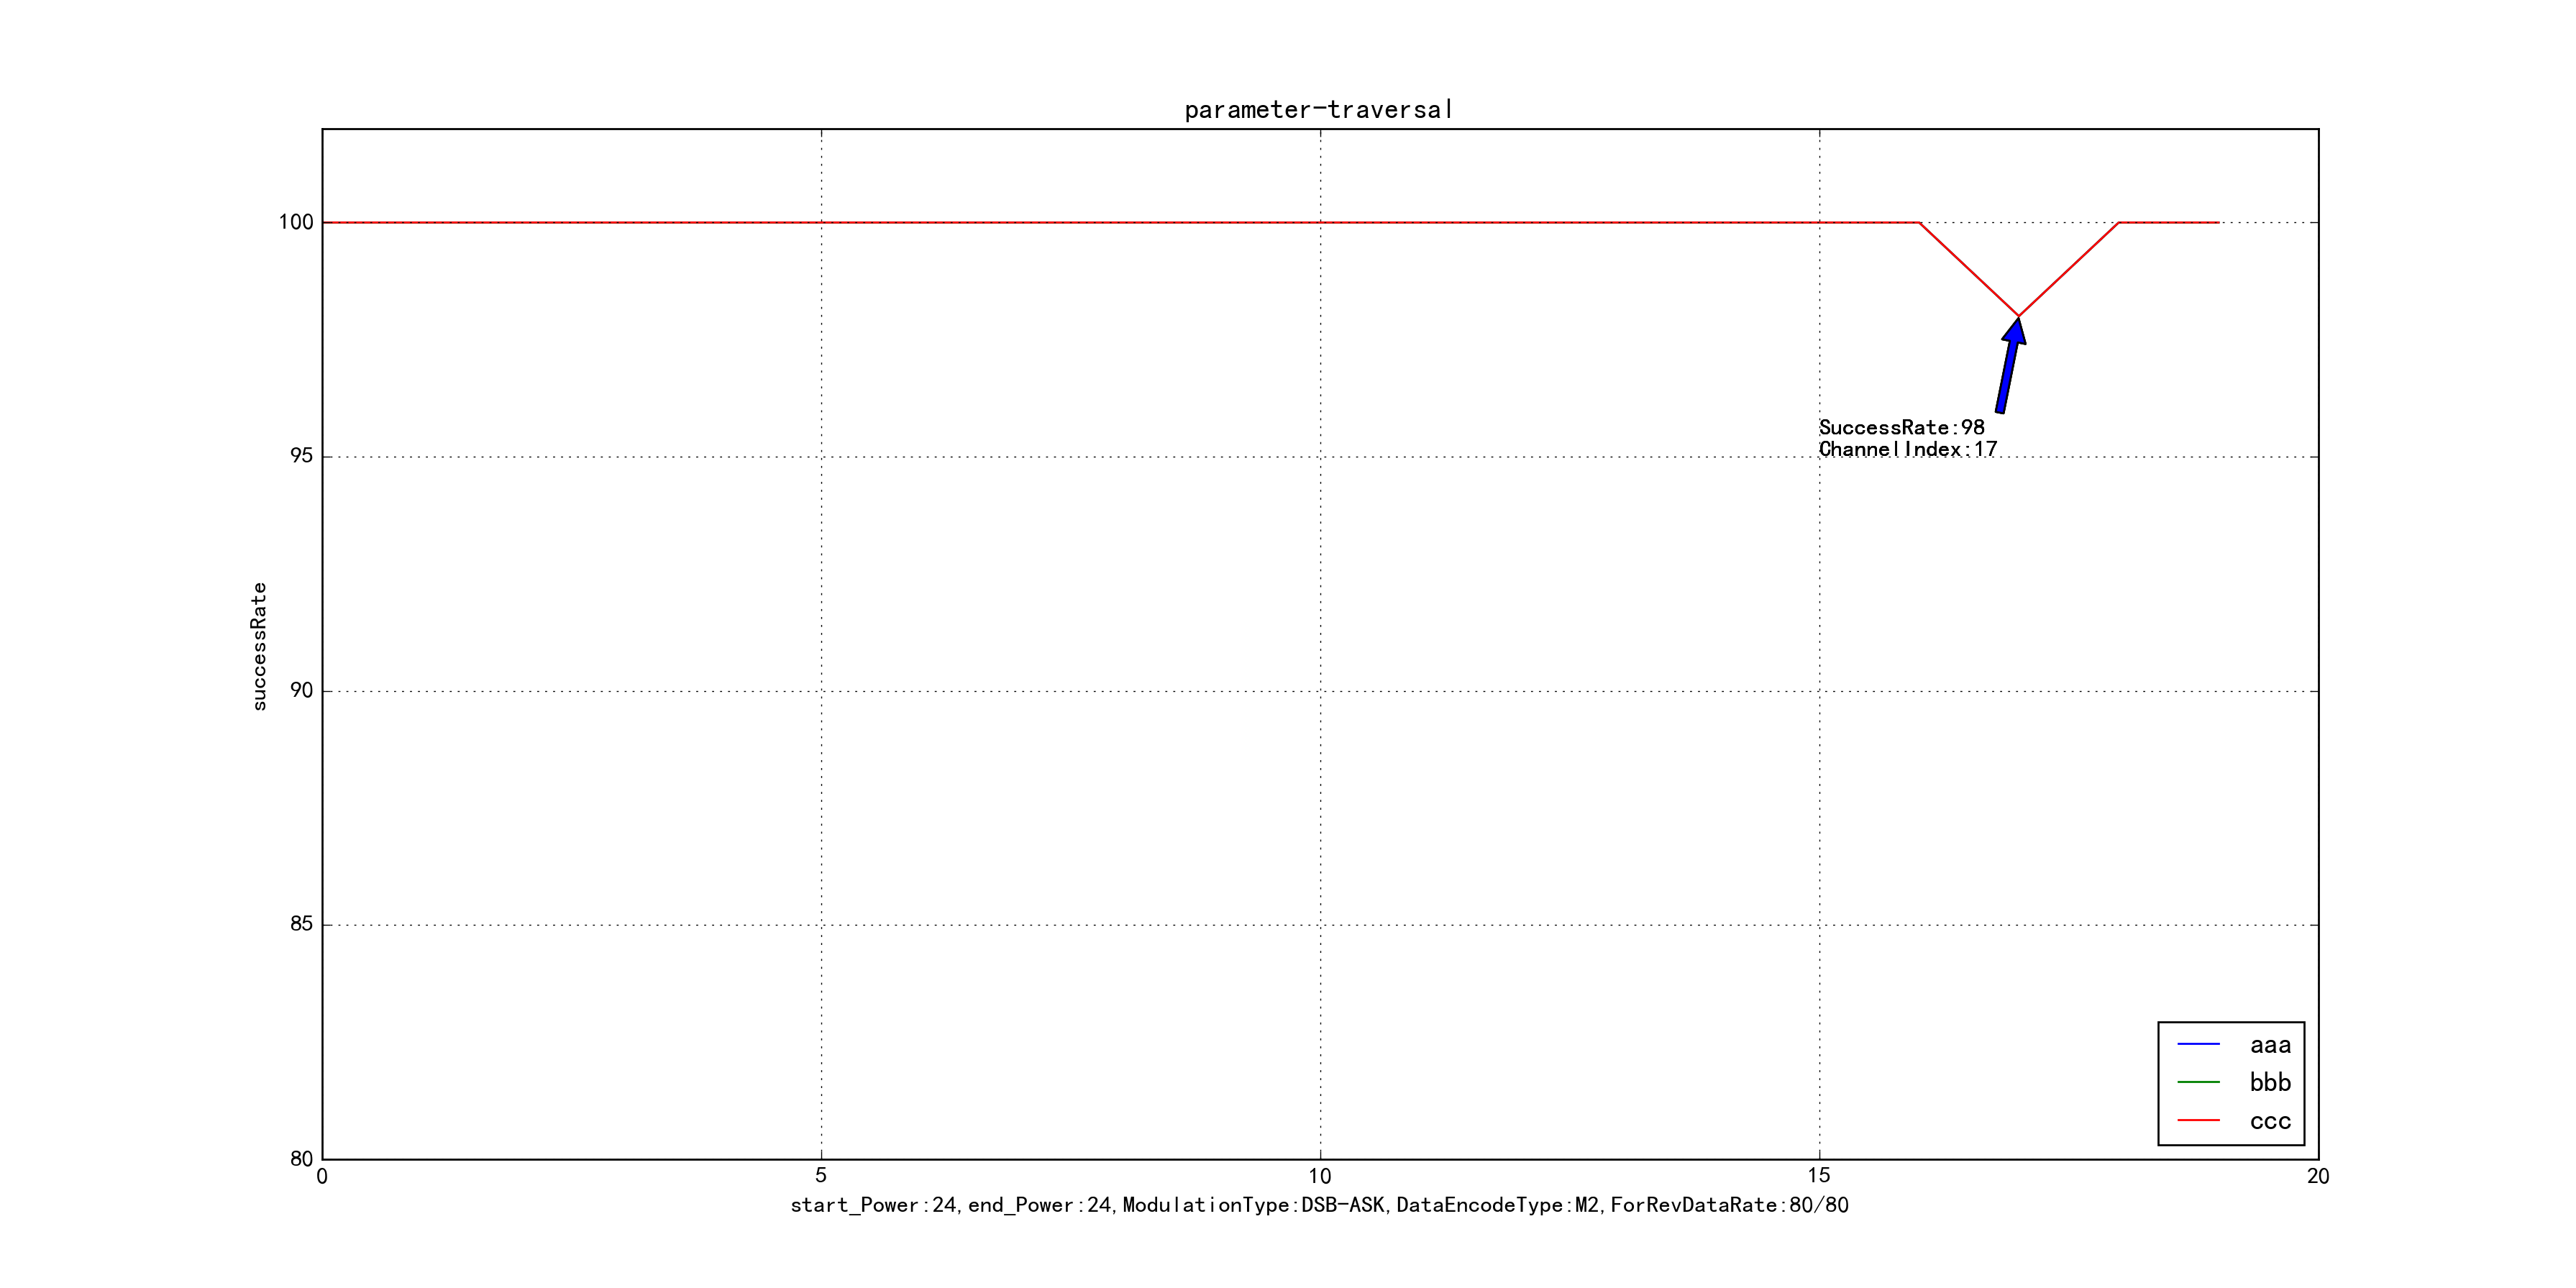 parameter-traversal
100
95
90
85
80
successRate
SuccessRate:98
ChannelIndex:17
aaa
bbb
ccc
0 5 10 15 20
start_Power:24,end_Power:24,ModulationType:DSB-ASK,DataEncodeType:M2,ForRevDataRate:80/80